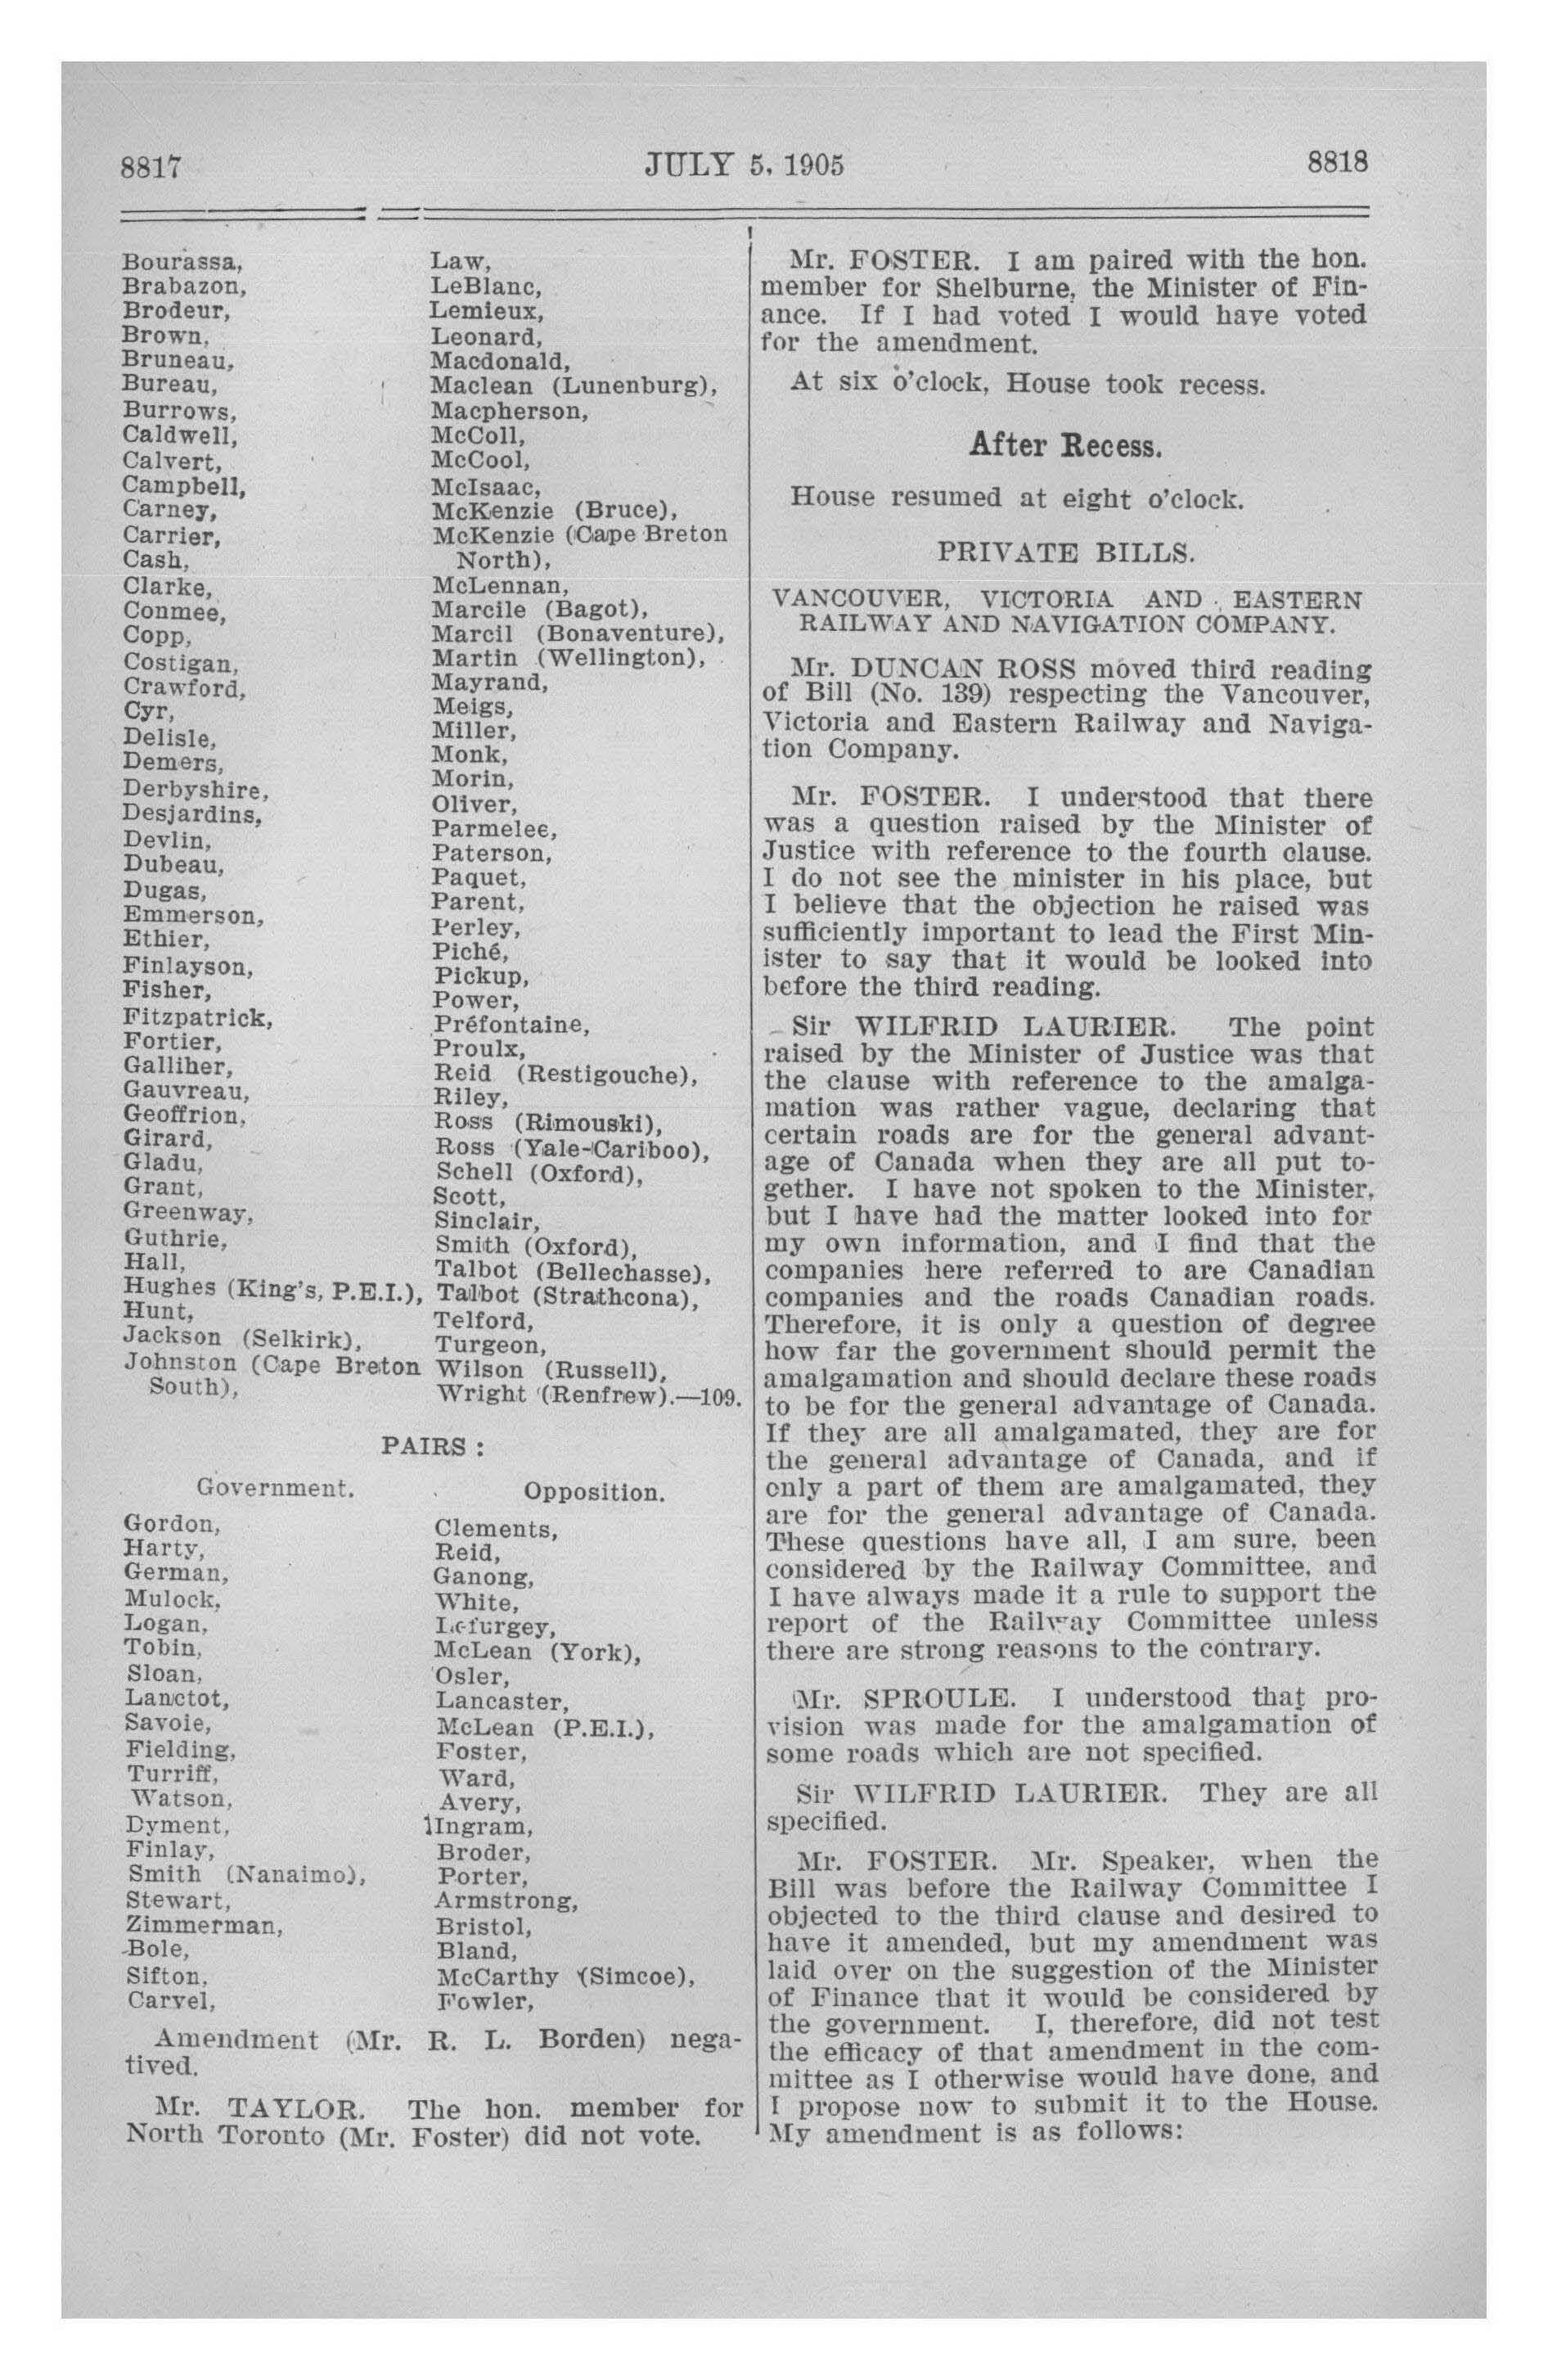 8817
JULY 5, 1905
8818
Bourassa,
Brabazon,
Brodeur,
Brown,
Bruneau,
Bureau,
Burrows,
Caldwell,
Calvert,
Campbell,
Carney,
Carrier,
Cash,
Clarke,
Conmee,
Copp,
Costigan,
Crawford,
Cyr,
Delisle,
Demers,
Derbyshire,
Desjardins,
Devlin,
Dubeau,
Dugas,
Emmerson,
Ethier,
Finlayson,
Fisher,
Fitzpatrick,
Fortier,
Galliher,
Gauvreau,
Geoffrion,
Girard,
Gladu,
Grant,
Greenway,
Guthrie,
Hall,
Hughes (King's, P.E.I.),
Hunt,
Jackson (Selkirk),
Johnston (Cape Breton
South),
Law,
LeBlanc,
Lemieux,
Leonard,
Macdonald,
Maclean (Lunenburg),
Macpherson,
McColl,
McCool,
McIsaac,
McKenzie (Bruce),
McKenzie (Cape Breton
North),
McLennan,
Marcile (Bagot),
Marcil (Bonaventure),
Martin (Wellington),
Mayrand,
Meigs,
Miller,
Monk,
Morin,
Oliver,
Parmelee,
Paterson,
Paquet,
Parent,
Perley,
Piché,
Pickup,
Power,
Préfontaine,
Proulx,
Reid (Restigouche),
Riley,
Ross (Rimouski),
Ross (Yale-Cariboo),
Schell (Oxford),
Scott,
Sinclair,
Smith (Oxford),
Talbot (Bellechasse),
Talbot (Strathcona),
Telford,
Turgeon,
Wilson (Russell),
Wright (Renfrew).—109.
PAIRS :
Government.
Opposition.
Gordon, Clements,
Harty, Reid,
German, Ganong,
Mulock, White,
Logan, Lefurgey,
Tobin, McLean (York),
Sloan, Osler,
Lanctot, Lancaster,
Savoie, McLean (P.E.I.),
Fielding, Foster,
Turriff, Ward,
Watson, Avery,
Dyment, Ingram,
Finlay, Broder,
Smith (Nanaimo), Porter,
Stewart, Armstrong,
Zimmerman, Bristol,
Bole, Bland,
Sifton, McCarthy (Simcoe),
Carvel, Fowler,
Amendment (Mr. R. L. Borden) nega-
tived.
Mr. TAYLOR. The hon. member for
North Toronto (Mr. Foster) did not vote.
Mr. FOSTER. I am paired with the hon.
member for Shelburne, the Minister of Fin-
ance. If I had voted I would have voted
for the amendment.
At six o'clock, House took recess.
After Recess.
House resumed at eight o'clock.
PRIVATE BILLS.
VANCOUVER, VICTORIA AND EASTERN
RAILWAY AND NAVIGATION COMPANY.
Mr. DUNCAN ROSS moved third reading
of Bill (No. 139) respecting the Vancouver,
Victoria and Eastern Railway and Naviga-
tion Company.
Mr. FOSTER. I understood that there
was a question raised by the Minister of
Justice with reference to the fourth clause.
I do not see the minister in his place, but
I believe that the objection he raised was
sufficiently important to lead the First Min-
ister to say that it would be looked into
before the third reading.
Sir WILFRID LAURIER. The point
raised by the Minister of Justice was that
the clause with reference to the amalga-
mation was rather vague, declaring that
certain roads are for the general advant-
age of Canada when they are all put to-
gether. I have not spoken to the Minister,
but I have had the matter looked into for
my own information, and I find that the
companies here referred to are Canadian
companies and the roads Canadian roads.
Therefore, it is only a question of degree
how far the government should permit the
amalgamation and should declare these roads
to be for the general advantage of Canada.
If they are all amalgamated, they are for
the general advantage of Canada, and if
only a part of them are amalgamated, they
are for the general advantage of Canada.
These questions have all, I am sure, been
considered by the Railway Committee, and
I have always made it a rule to support the
report of the Railway Committee unless
there are strong reasons to the contrary.
Mr. SPROULE. I understood that pro-
vision was made for the amalgamation of
some roads which are not specified.
Sir WILFRID LAURIER. They are all
specified.
Mr. FOSTER. Mr. Speaker, when the
Bill was before the Railway Committee I
objected to the third clause and desired to
have it amended, but my amendment was
laid over on the suggestion of the Minister
of Finance that it would be considered by
the government. I, therefore, did not test
the efficacy of that amendment in the com-
mittee as I otherwise would have done, and
I propose now to submit it to the House.
My amendment is as follows: